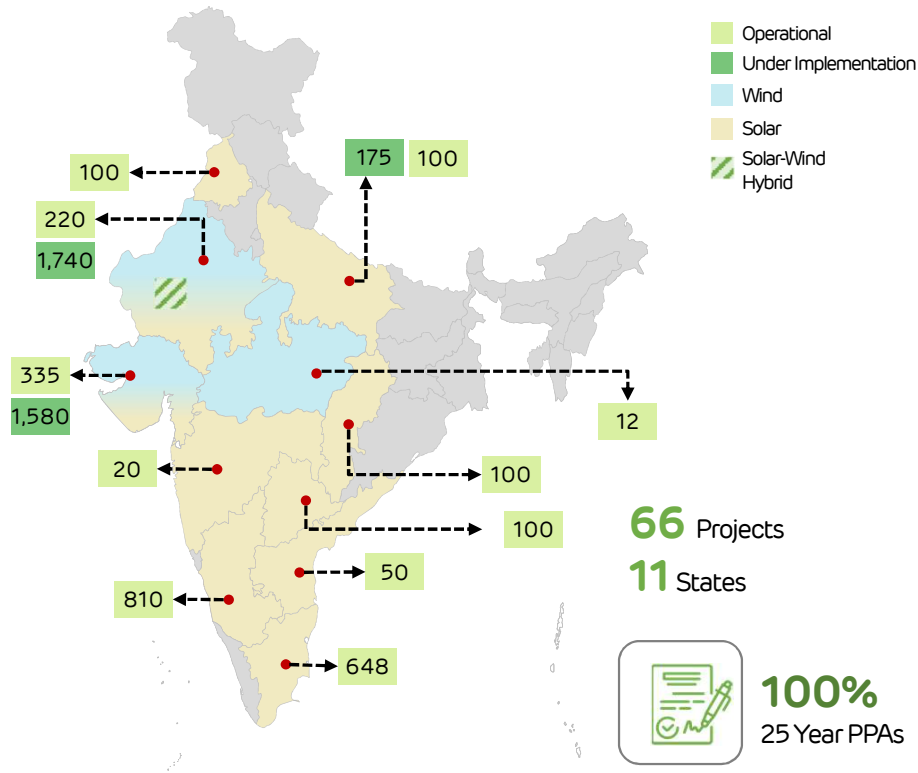 Operational
Under Implementation
Wind
Solar
Solar-Wind
Hybrid
175 100
100
220
1,740
335
1,580
12
20
100
100
50
810
648
66 Projects
11 States
100%
25 Year PPAs